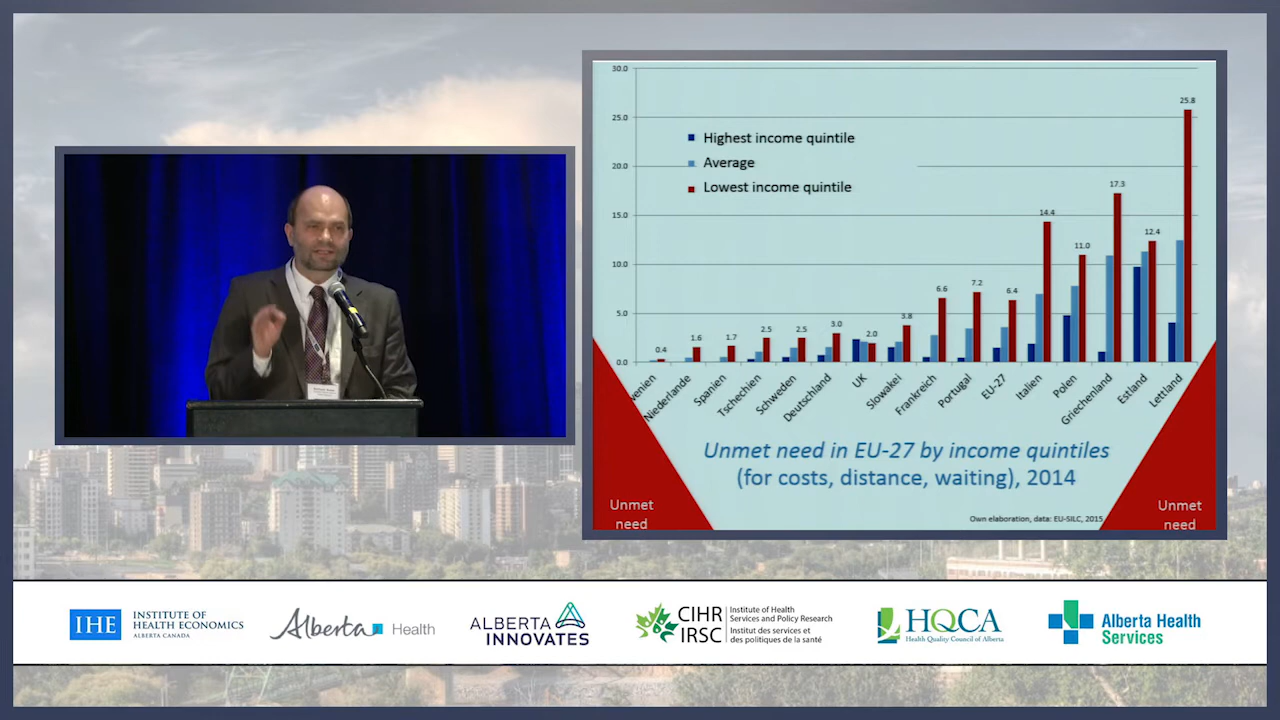 30.0
25.0
20.0
15.0
10.0
5.0
0.0
Highest income quintile
Average
Lowest income quintile
0.4
1.6
1.7
2.5
2.5
3.0
2.0
3.8
6.6
7.2
6.4
14.4
11.0
17.3
12.4
25.8
venien
Niederlande
Spanien
Tschechien
Schweden
Deutschland
UK
Slowakei
Frankreich
Portugal
EU-27
Italien
Polen
Griechenland
Estland
Lettland
Unmet need in EU-27 by income quintiles
(for costs, distance, waiting), 2014
Own elaboration, data: EU-SILC, 2015
Unmet
need
Unmet
need
IHE
INSTITUTE OF
HEALTH ECONOMICS
ALBERTA CANADA
Alberta Health
ALBERTA
INNOVATES
CIHR
IRSC
Institute of Health
Services and Policy Research
Institut des services et
des politiques de la santé
HQCA
Health Quality Council of Alberta
Alberta Health
Services